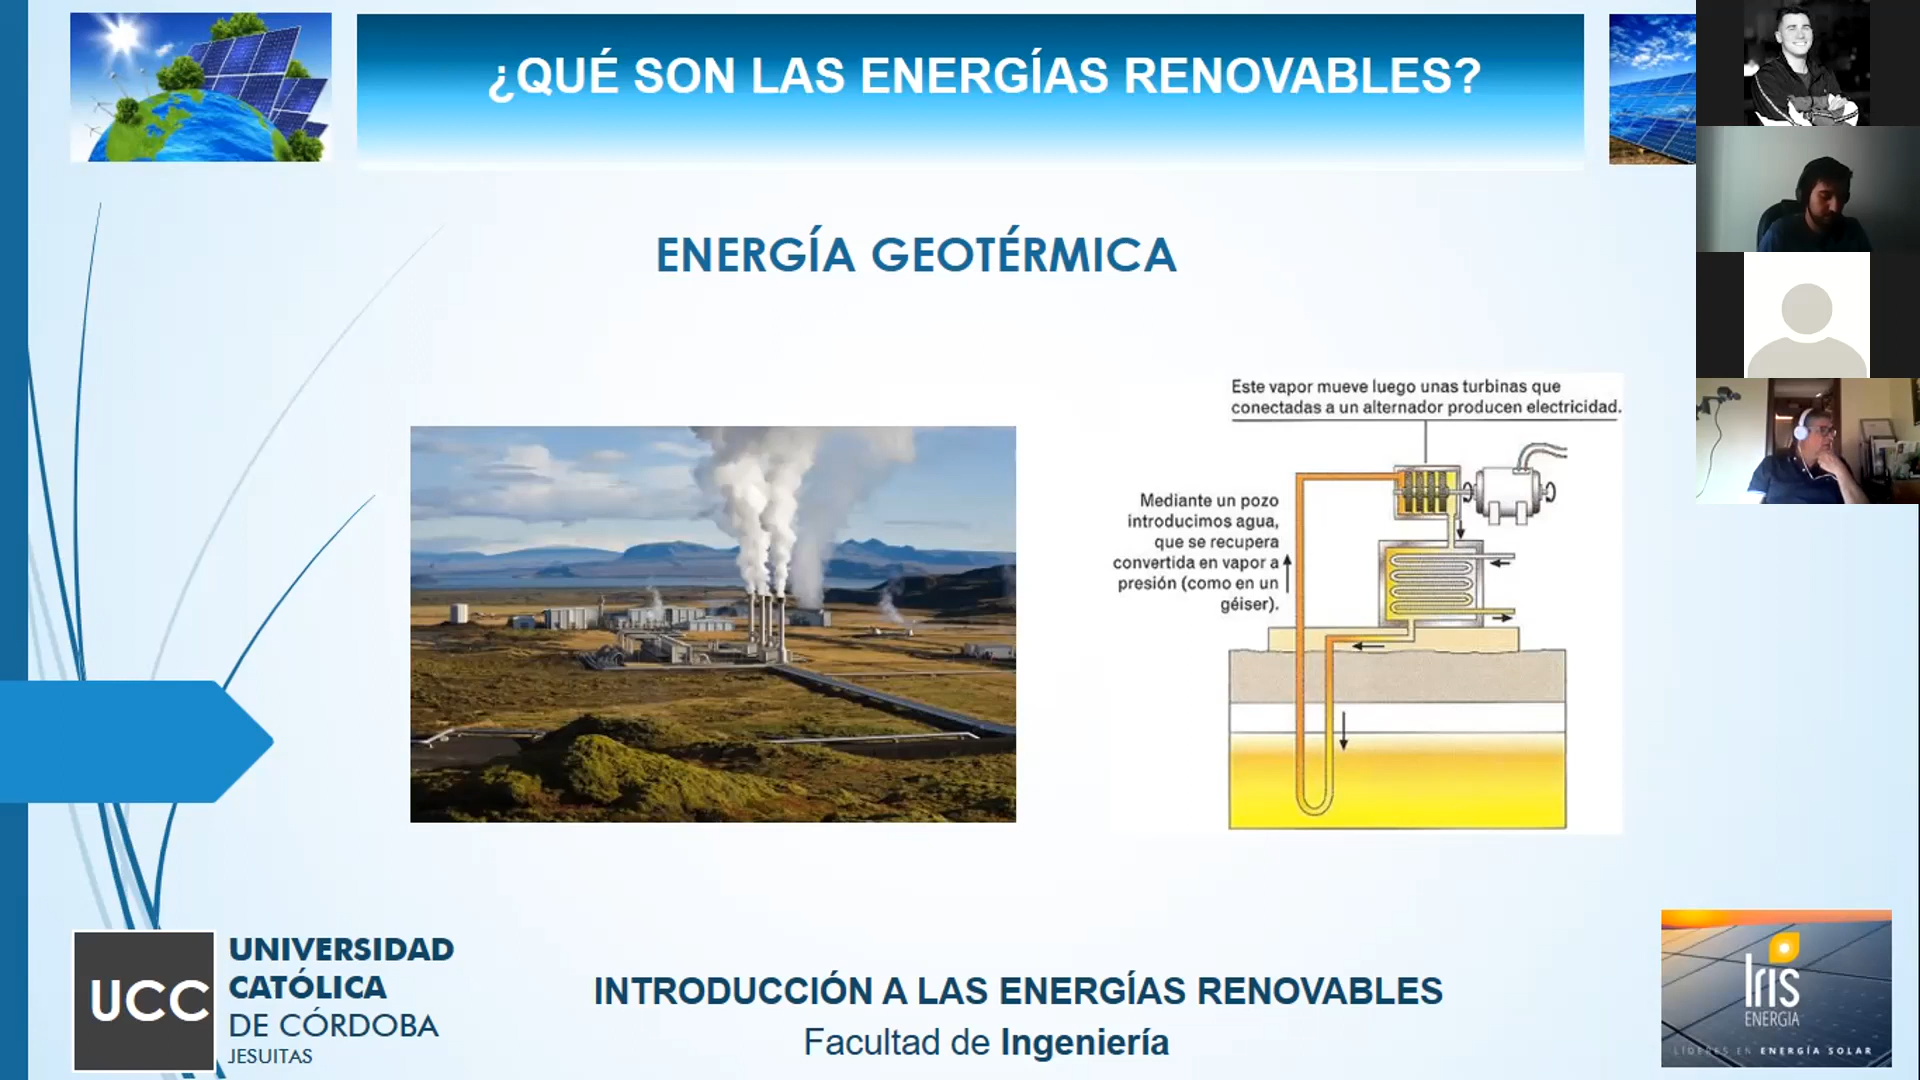 ¿QUÉ SON LAS ENERGÍAS RENOVABLES?
ENERGÍA GEOTÉRMICA
Este vapor mueve luego unas turbinas que
conectadas a un alternador producen electricidad.
Mediante un pozo
introducimos agua,
que se recupera
convertida en vapor a
presión (como en un
géiser).
UCC
UNIVERSIDAD
CATÓLICA
DE CÓRDOBA
JESUITAS
INTRODUCCIÓN A LAS ENERGÍAS RENOVABLES
Facultad de Ingeniería
Iris
ENERGIA
LÍDERES EN ENERGÍA SOLAR